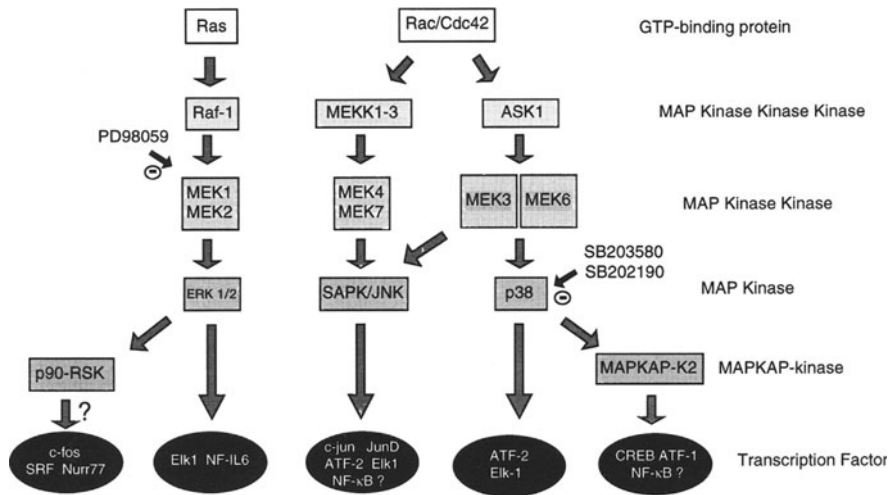 Ras
Rac/Cdc42
GTP-binding protein
Raf-1
MEKK1-3
ASK1
MAP Kinase Kinase Kinase
PD98059
-
MEK1
MEK2
MEK4
MEK7
MEK3
MEK6
MAP Kinase Kinase
SB203580
SB202190
-
ERK 1/2
SAPK/JNK
p38
MAP Kinase
p90-RSK
MAPKAP-K2
MAPKAP-kinase
?
c-fos
SRF Nurr77
Elk1 NF-IL6
c-jun JunD
ATF-2 Elk1
NF-κB ?
ATF-2
Elk-1
CREB ATF-1
NF-κB ?
Transcription Factor